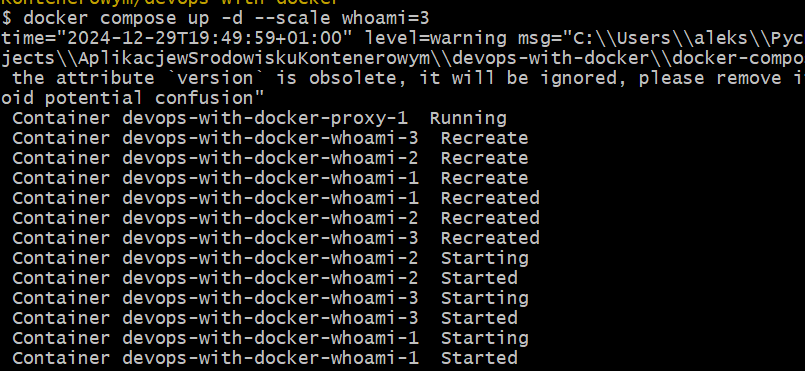 Kontenerowym/devops-with-docker
$ docker compose up -d --scale whoami=3
time="2024-12-29T19:49:59+01:00" level=warning msg="C:\\Users\\aleks\\Pyc
jects\\AplikacjewSrodowiskuKontenerowym\\devops-with-docker\\docker-compo
the attribute `version` is obsolete, it will be ignored, please remove i
oid potential confusion"
Container devops-with-docker-proxy-1  Running
Container devops-with-docker-whoami-3  Recreate
Container devops-with-docker-whoami-2  Recreate
Container devops-with-docker-whoami-1  Recreate
Container devops-with-docker-whoami-1  Recreated
Container devops-with-docker-whoami-2  Recreated
Container devops-with-docker-whoami-3  Recreated
Container devops-with-docker-whoami-2  Starting
Container devops-with-docker-whoami-2  Started
Container devops-with-docker-whoami-3  Starting
Container devops-with-docker-whoami-3  Started
Container devops-with-docker-whoami-1  Starting
Container devops-with-docker-whoami-1  Started